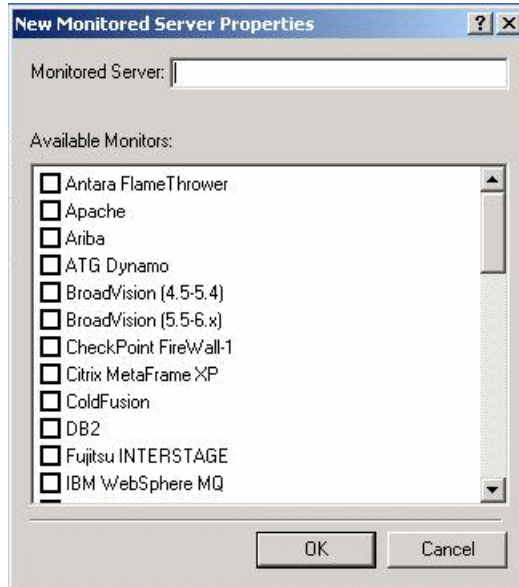 New Monitored Server Properties
Monitored Server:
Available Monitors:
Antara FlameThrower
Apache
Ariba
ATG Dynamo
BroadVision (4.5-5.4)
BroadVision (5.5-6.x)
CheckPoint FireWall-1
Citrix MetaFrame XP
ColdFusion
DB2
Fujitsu INTERSTAGE
IBM WebSphere MQ
OK Cancel